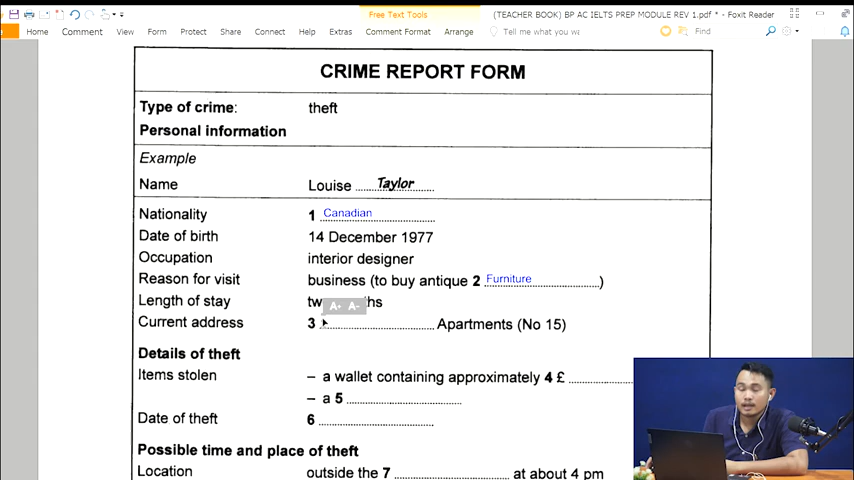 Free Text Tools
(TEACHER BOOK) BP AC IELTS PREP MODULE REV 1.pdf * - Foxit Reader
Home Comment View Form Protect Share Connect Help Extras Comment Format Arrange Tell me what you want Find
CRIME REPORT FORM
Type of crime: theft
Personal information
Example
Name Louise Taylor
Nationality 1 Canadian
Date of birth 14 December 1977
Occupation interior designer
Reason for visit business (to buy antique 2 Furniture )
Length of stay tw ths
A+ A-
Current address 3 Apartments (No 15)
Details of theft
Items stolen – a wallet containing approximately 4 £
– a 5
Date of theft 6
Possible time and place of theft
Location outside the 7 at about 4 pm